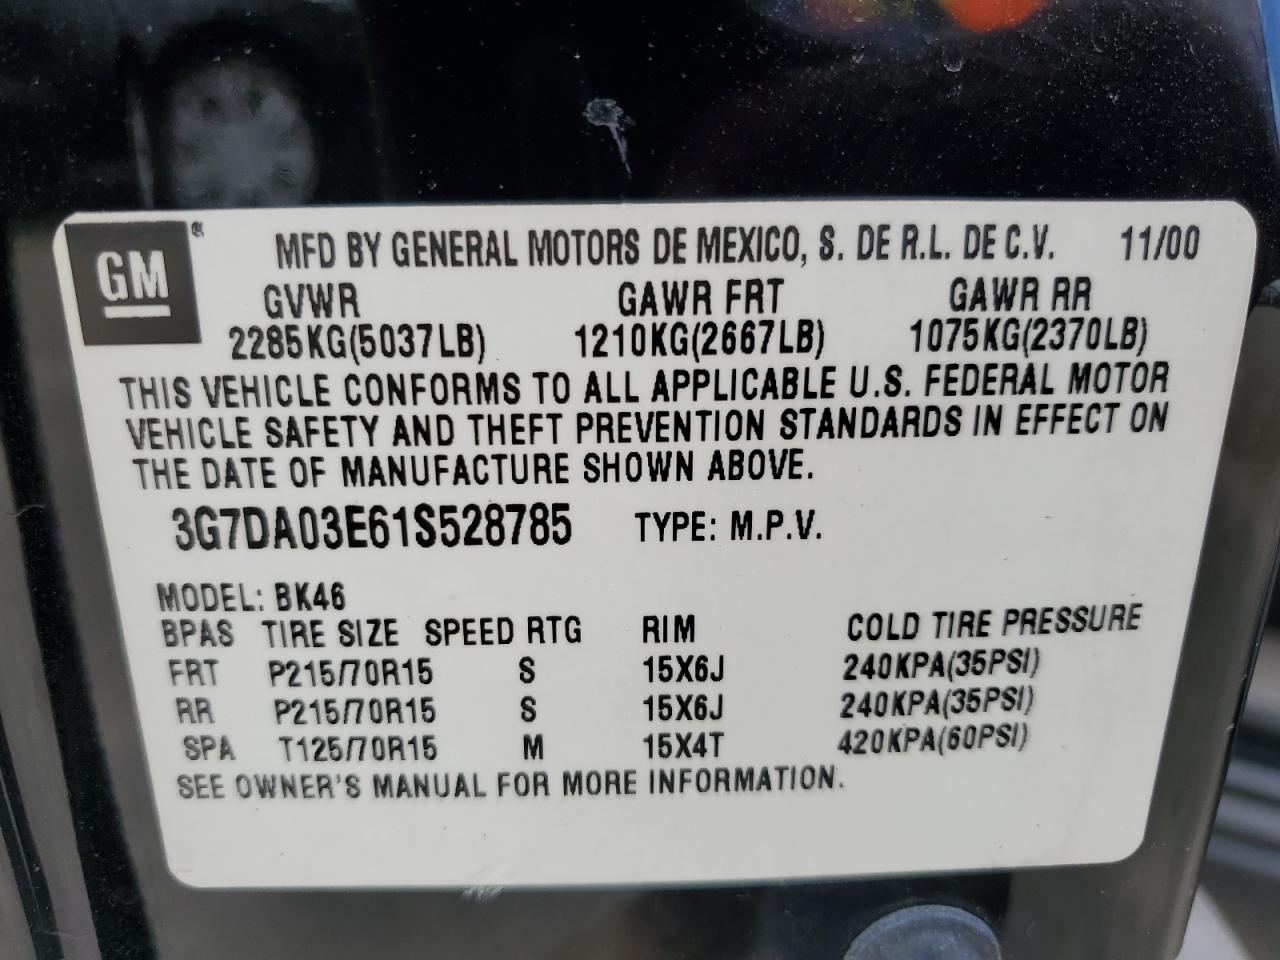 GM®
MFD BY GENERAL MOTORS DE MEXICO, S. DE R.L. DE C.V. 11/00
GVWR GAWR FRT GAWR RR
2285KG(5037LB) 1210KG(2667LB) 1075KG(2370LB)
THIS VEHICLE CONFORMS TO ALL APPLICABLE U.S. FEDERAL MOTOR
VEHICLE SAFETY AND THEFT PREVENTION STANDARDS IN EFFECT ON
THE DATE OF MANUFACTURE SHOWN ABOVE.
3G7DA03E61S528785 TYPE: M.P.V.
MODEL: BK46
BPAS TIRE SIZE SPEED RTG RIM COLD TIRE PRESSURE
FRT P215/70R15 S 15X6J 240KPA(35PSI)
RR P215/70R15 S 15X6J 240KPA(35PSI)
SPA T125/70R15 M 15X4T 420KPA(60PSI)
SEE OWNER'S MANUAL FOR MORE INFORMATION.